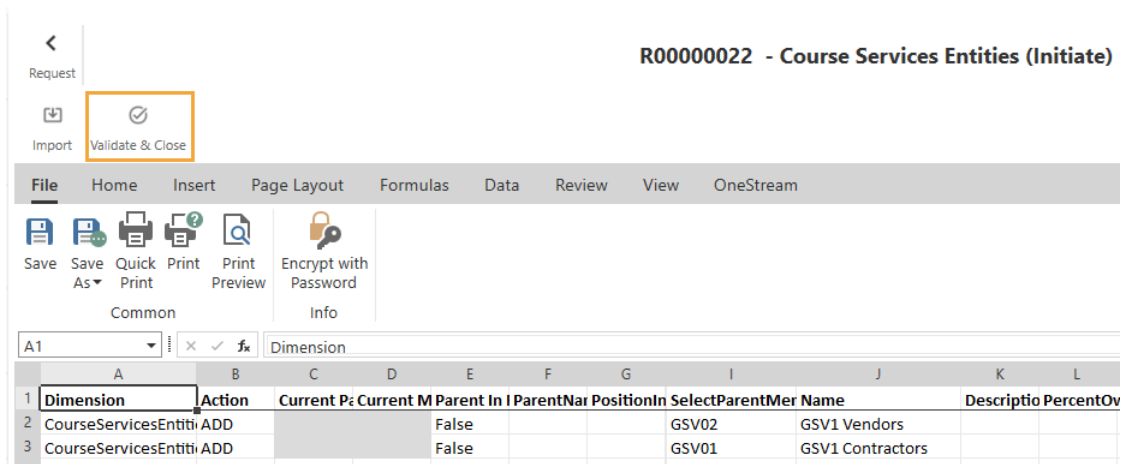 Request
R00000022 - Course Services Entities (Initiate)
Import
Validate & Close
File Home Insert Page Layout Formulas Data Review View OneStream
Save Save As Quick Print Print Print Preview Encrypt with Password
Common Info
A1 fx Dimension
A B C D E F G I J K L
1 Dimension Action Current Pa Current M Parent In I ParentNar PositionIn SelectParentMer Name Descriptio PercentOw
2 CourseServicesEntiti ADD False GSV02 GSV1 Vendors
3 CourseServicesEntiti ADD False GSV01 GSV1 Contractors